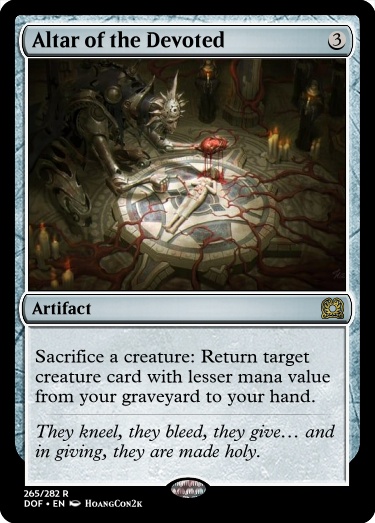 Altar of the Devoted 3
Artifact
Sacrifice a creature: Return target
creature card with lesser mana value
from your graveyard to your hand.
They kneel, they bleed, they give… and
in giving, they are made holy.
265/282 R
DOF • EN HoangCon2k